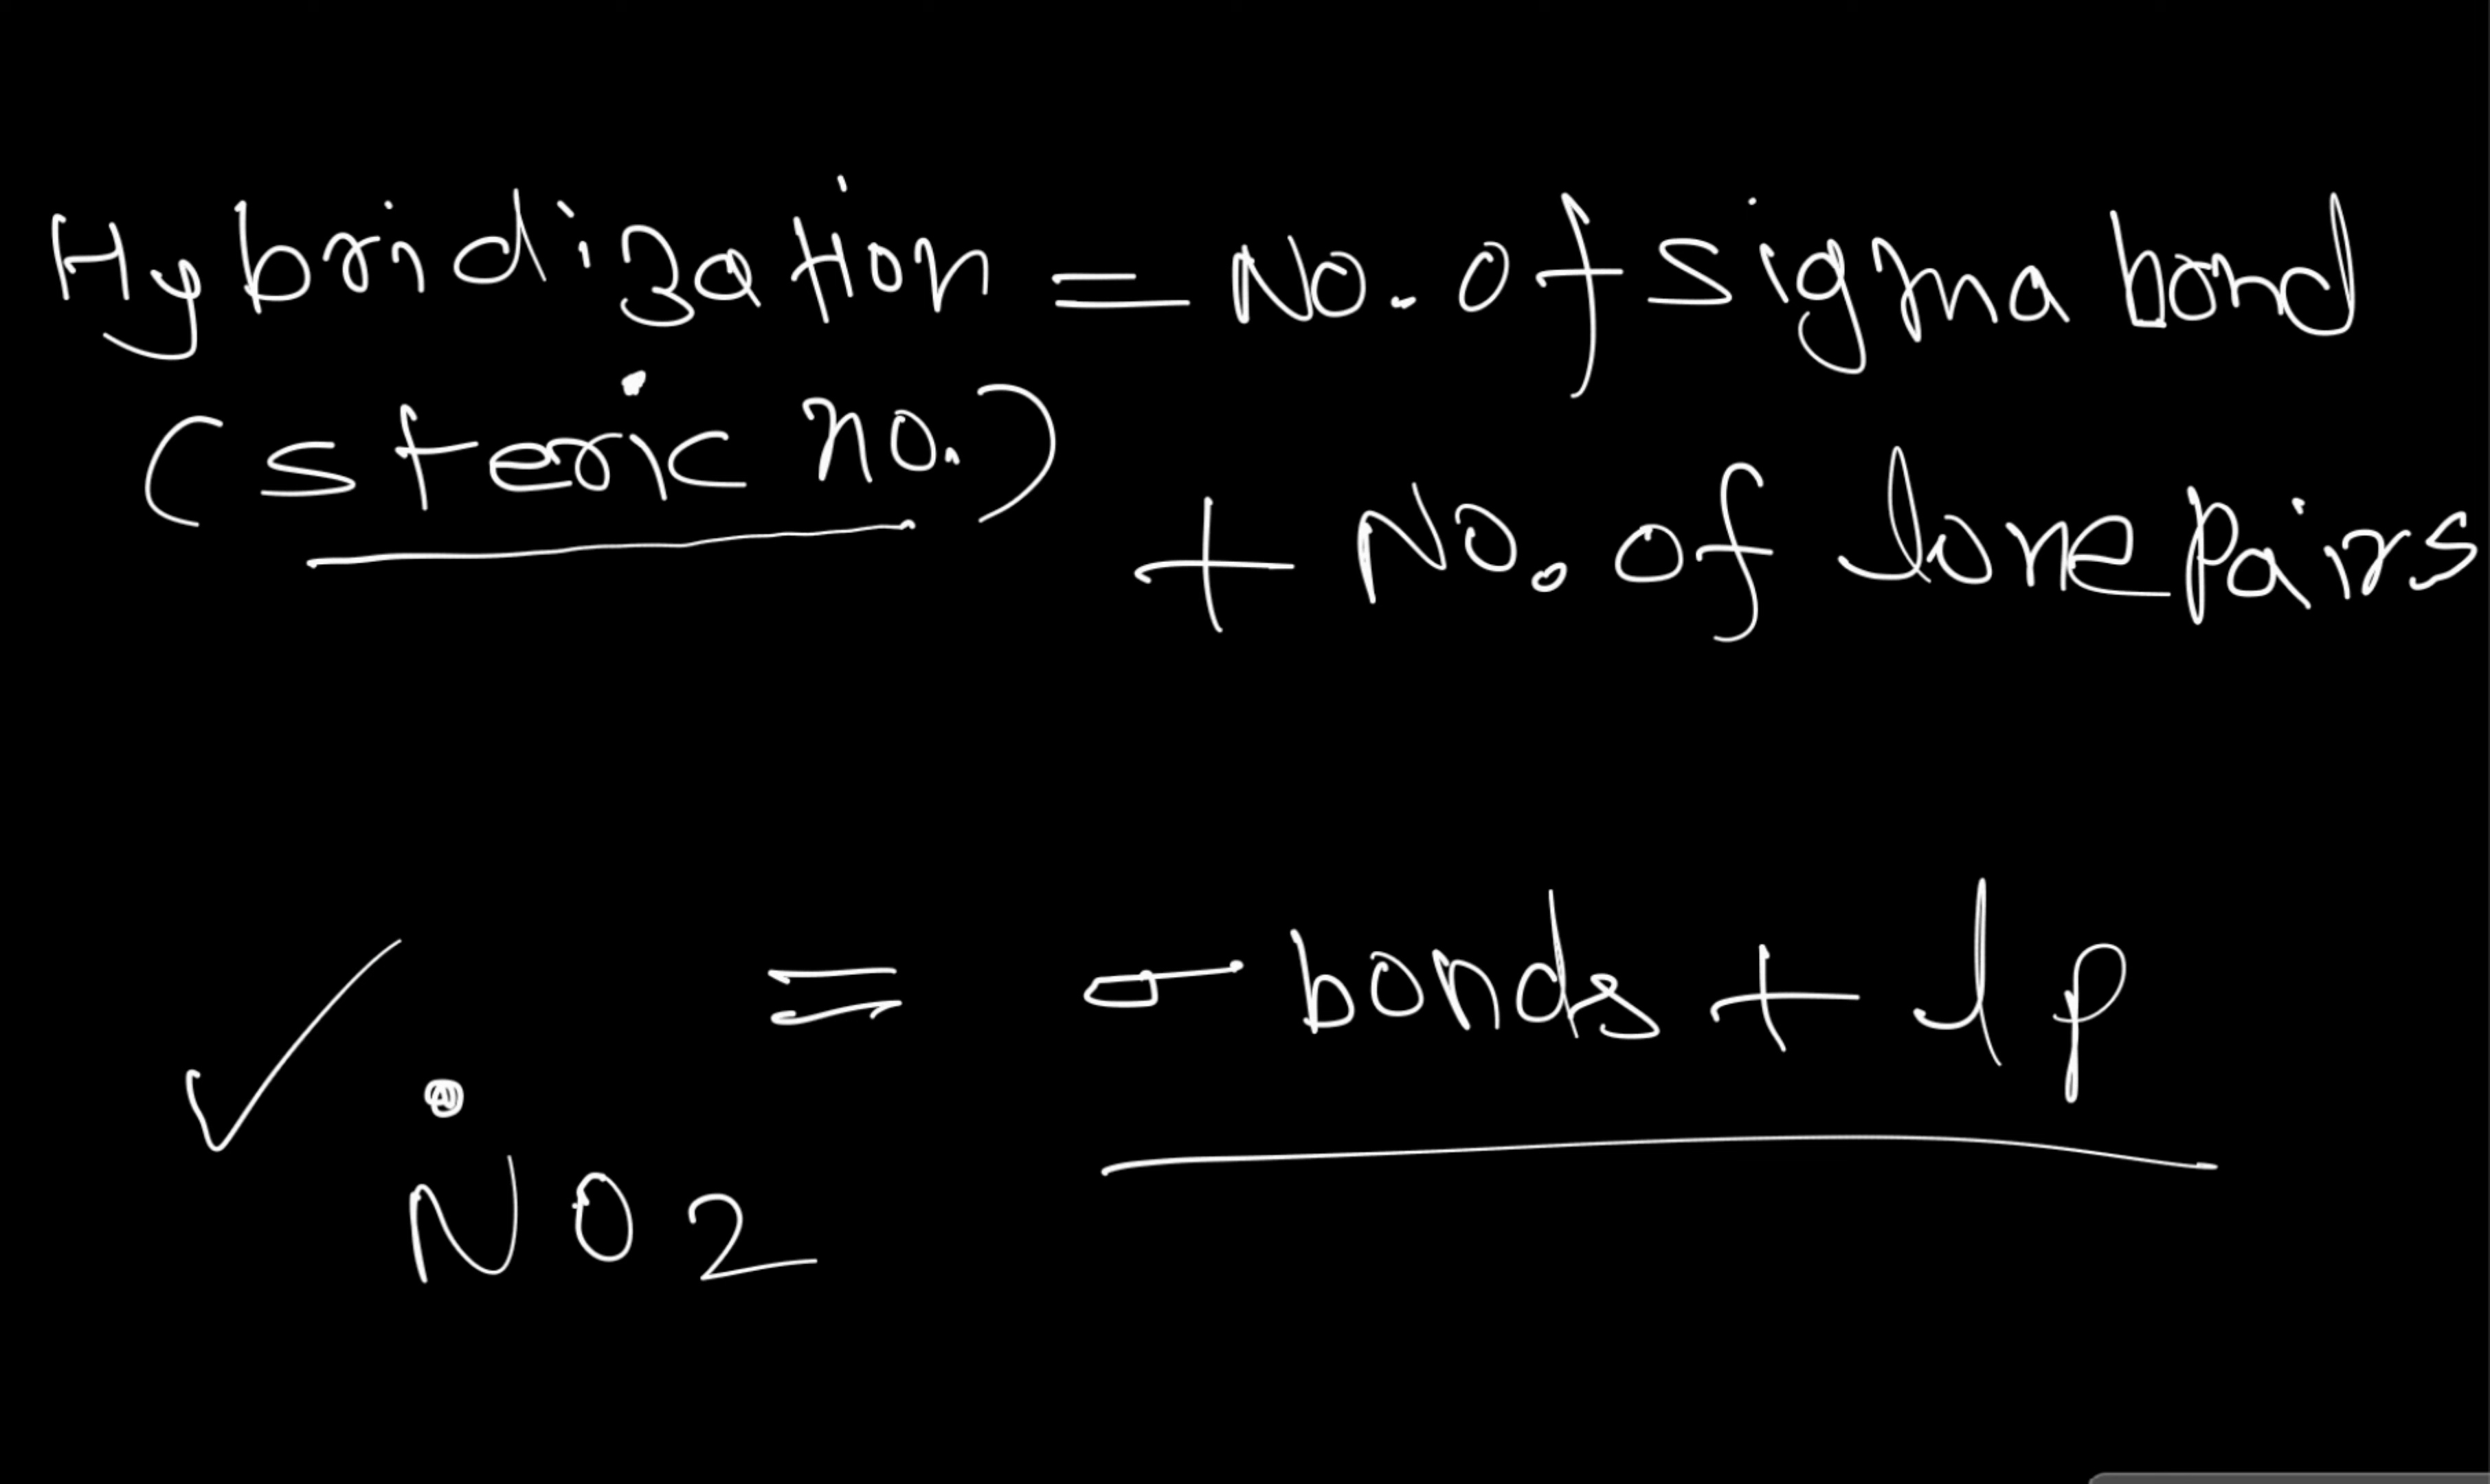 Hybridization = No. of sigma bond
(steric no.)
+ No. of lone pairs
= σ bonds + lp
NO2